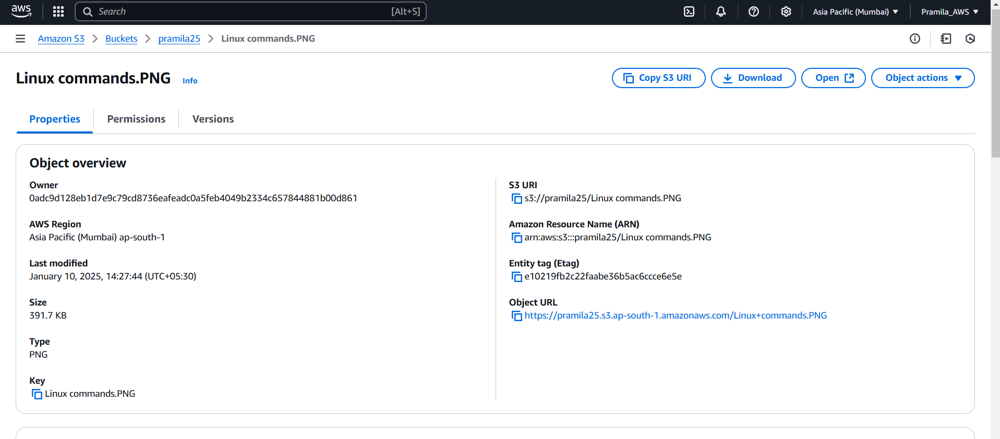 aws Search [Alt+S] Asia Pacific (Mumbai) Pramila_AWS
Amazon S3 Buckets pramila25 Linux commands.PNG
Linux commands.PNG Info Copy S3 URI Download Open Object actions
Properties Permissions Versions
Object overview
Owner
0adc9d128eb1d7e9c79cd8736eafeadc0a5feb4049b2334c657844881b00d861
AWS Region
Asia Pacific (Mumbai) ap-south-1
Last modified
January 10, 2025, 14:27:44 (UTC+05:30)
Size
391.7 KB
Type
PNG
Key
Linux commands.PNG
S3 URI
s3://pramila25/Linux commands.PNG
Amazon Resource Name (ARN)
arn:aws:s3:::pramila25/Linux commands.PNG
Entity tag (Etag)
e10219fb2c22faabe36b5ac6ccce6e5e
Object URL
https://pramila25.s3.ap-south-1.amazonaws.com/Linux+commands.PNG